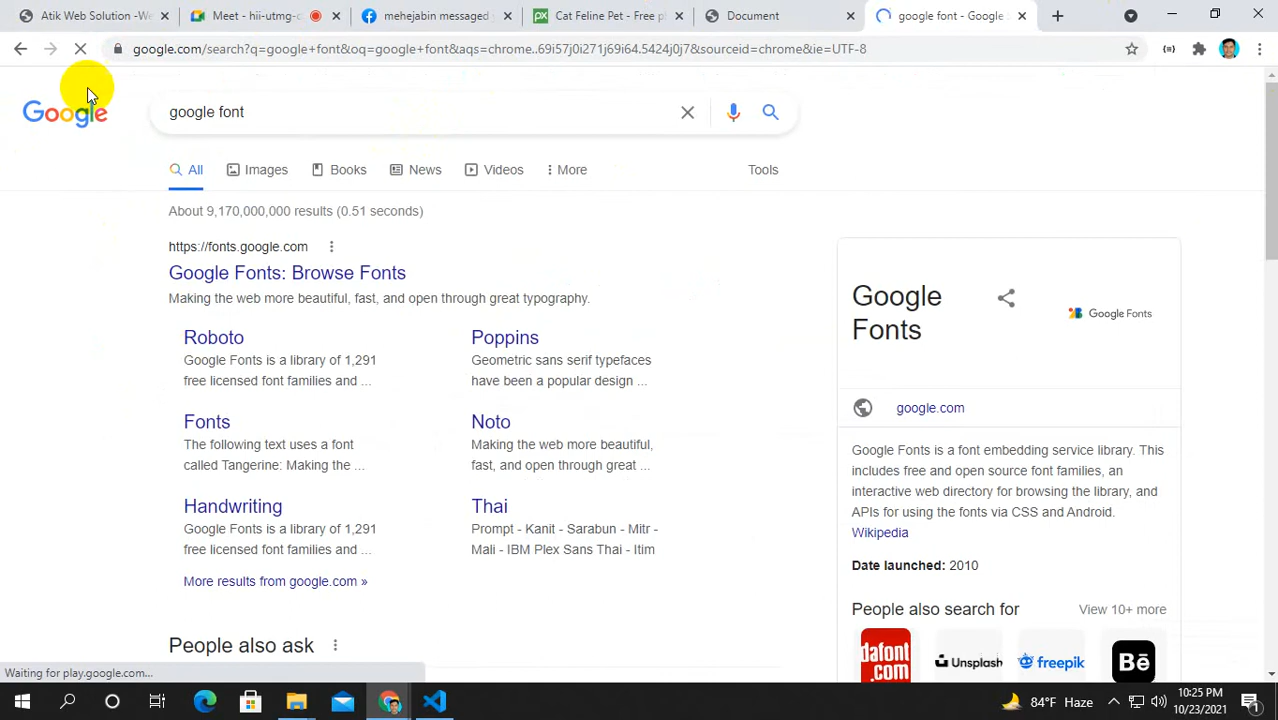 Atik Web Solution -We
Meet - hii-utmg-c
mehejabin messaged
Cat Feline Pet - Free p
Document
google font - Google
google.com/search?q=google+font&oq=google+font&aqs=chrome..69i57j0i271j69i64.5424j0j7&sourceid=chrome&ie=UTF-8
Google
google font
All
Images
Books
News
Videos
More
Tools
About 9,170,000,000 results (0.51 seconds)
https://fonts.google.com
Google Fonts: Browse Fonts
Making the web more beautiful, fast, and open through great typography.
Roboto
Google Fonts is a library of 1,291
free licensed font families and ...
Poppins
Geometric sans serif typefaces
have been a popular design ...
Fonts
The following text uses a font
called Tangerine: Making the ...
Noto
Making the web more beautiful,
fast, and open through great ...
Handwriting
Google Fonts is a library of 1,291
free licensed font families and ...
Thai
Prompt - Kanit - Sarabun - Mitr -
Mali - IBM Plex Sans Thai - Itim
More results from google.com »
People also ask
Google
Fonts
Google Fonts
google.com
Google Fonts is a font embedding service library. This
includes free and open source font families, an
interactive web directory for browsing the library, and
APIs for using the fonts via CSS and Android.
Wikipedia
Date launched: 2010
People also search for
View 10+ more
dafont
.com
Unsplash
freepik
Bē
Waiting for play.google.com...
84°F Haze
10:25 PM
10/23/2021
1